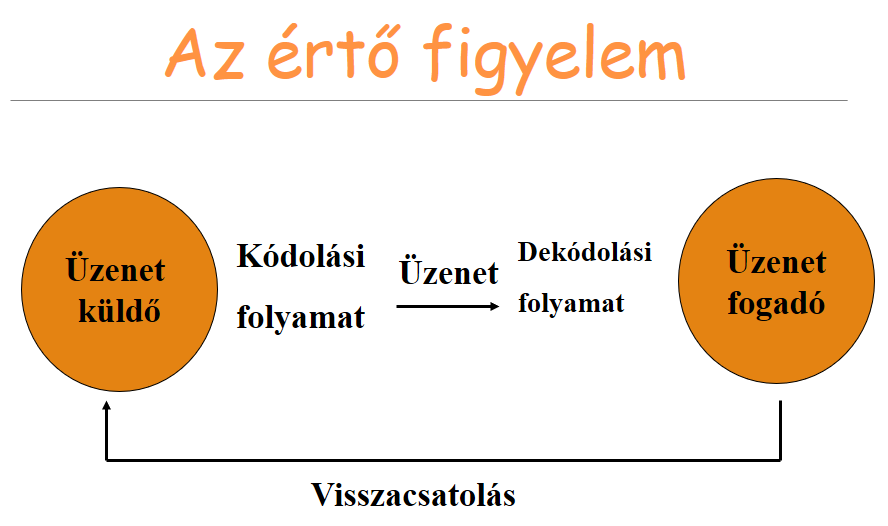 Az értő figyelem
Üzenet
küldő
Kódolási
folyamat
Üzenet
Dekódolási
folyamat
Üzenet
fogadó
Visszacsatolás